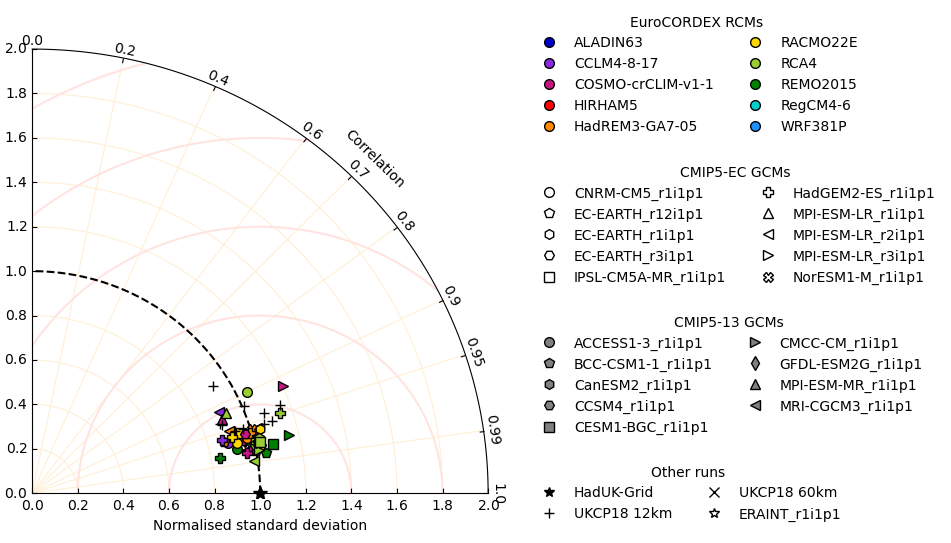 0.0
0.2
0.4
0.6
0.7
0.8
0.9
0.95
0.99
1.0
Correlation
2.0
1.8
1.6
1.4
1.2
1.0
0.8
0.6
0.4
0.2
0.0
0.0 0.2 0.4 0.6 0.8 1.0 1.2 1.4 1.6 1.8 2.0
Normalised standard deviation
EuroCORDEX RCMs
ALADIN63 RACMO22E
CCLM4-8-17 RCA4
COSMO-crCLIM-v1-1 REMO2015
HIRHAM5 RegCM4-6
HadREM3-GA7-05 WRF381P
CMIP5-EC GCMs
CNRM-CM5_r1i1p1 HadGEM2-ES_r1i1p1
EC-EARTH_r12i1p1 MPI-ESM-LR_r1i1p1
EC-EARTH_r1i1p1 MPI-ESM-LR_r2i1p1
EC-EARTH_r3i1p1 MPI-ESM-LR_r3i1p1
IPSL-CM5A-MR_r1i1p1 NorESM1-M_r1i1p1
CMIP5-13 GCMs
ACCESS1-3_r1i1p1 CMCC-CM_r1i1p1
BCC-CSM1-1_r1i1p1 GFDL-ESM2G_r1i1p1
CanESM2_r1i1p1 MPI-ESM-MR_r1i1p1
CCSM4_r1i1p1 MRI-CGCM3_r1i1p1
CESM1-BGC_r1i1p1
Other runs
HadUK-Grid UKCP18 60km
UKCP18 12km ERAINT_r1i1p1